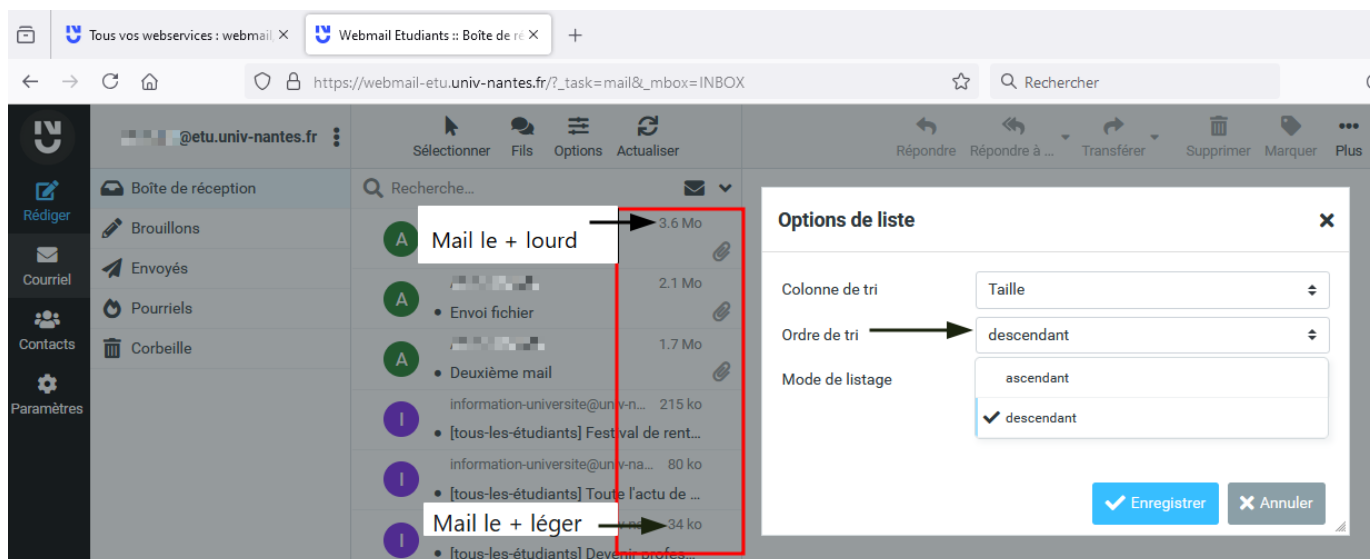 Tous vos webservices : webmail,
Webmail Etudiants :: Boîte de ré
https://webmail-etu.univ-nantes.fr/?_task=mail&_mbox=INBOX
Rechercher
@etu.univ-nantes.fr
Sélectionner Fils Options Actualiser
Répondre Répondre à ... Transférer Supprimer Marquer Plus
Rédiger
Courriel
Contacts
Paramètres
Boîte de réception
Brouillons
Envoyés
Pourriels
Corbeille
Recherche...
A
Mail le + lourd
3.6 Mo
A
2.1 Mo
Envoi fichier
A
1.7 Mo
Deuxième mail
I
information-universite@univ-n... 215 ko
[tous-les-étudiants] Festival de rent...
I
information-universite@univ-na... 80 ko
[tous-les-étudiants] Toute l'actu de ...
I
Mail le + léger
34 ko
[tous-les-étudiants] Devenir profes...
Options de liste
Colonne de tri Taille
Ordre de tri descendant
Mode de listage
ascendant
descendant
Enregistrer Annuler